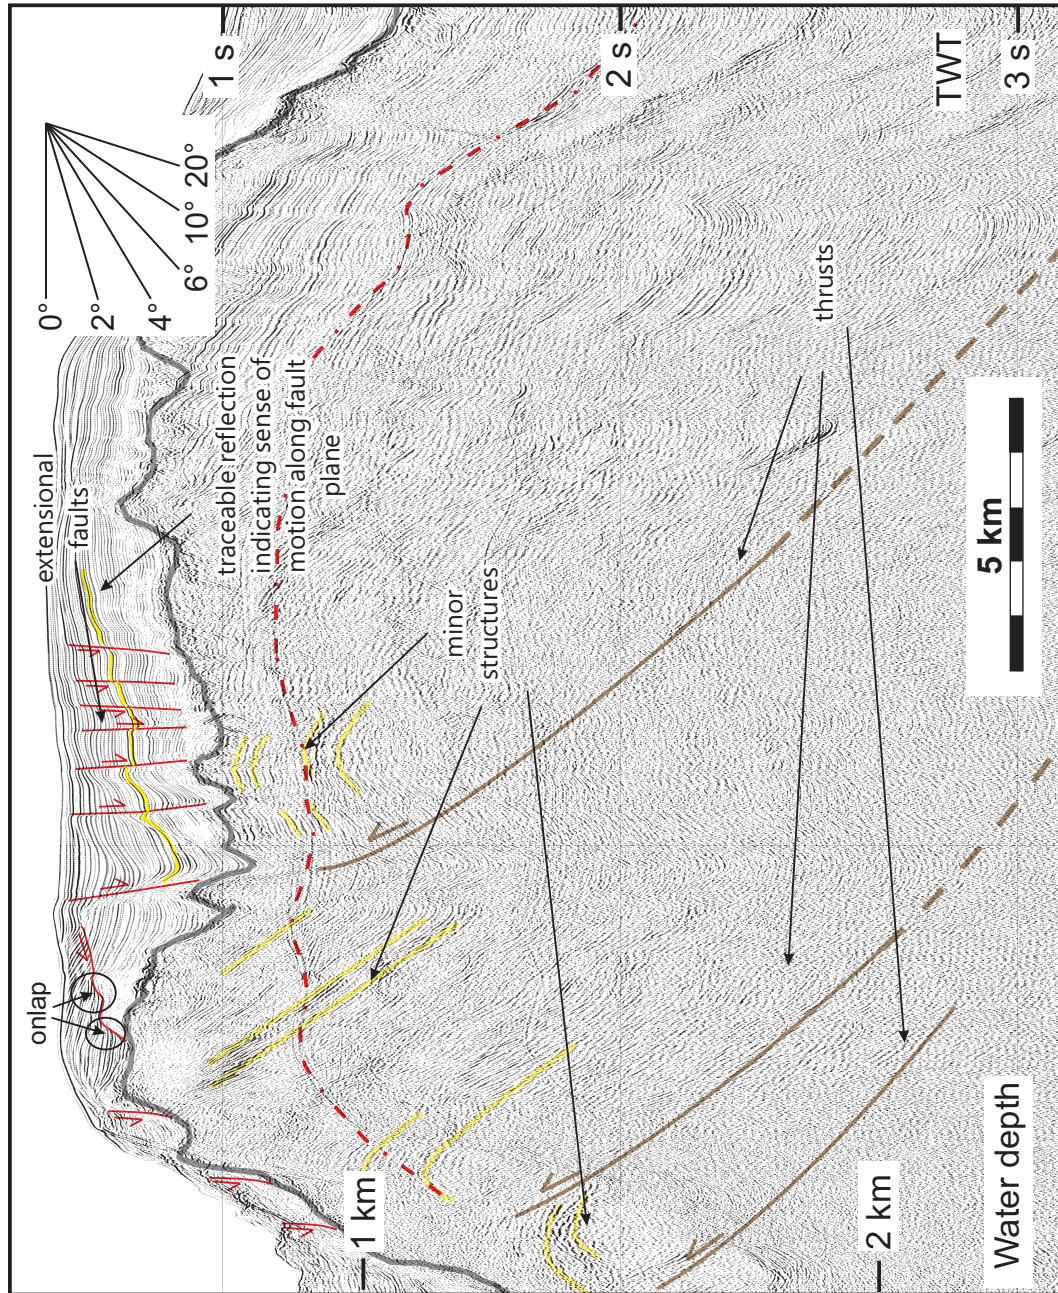 onlap
extensional
faults
traceable reflection
indicating sense of
motion along fault
plane
0°
2°
4°
6°
10°
20°
1 s
2 s
3 s
TWT
minor
structures
thrusts
1 km
2 km
Water depth
5 km